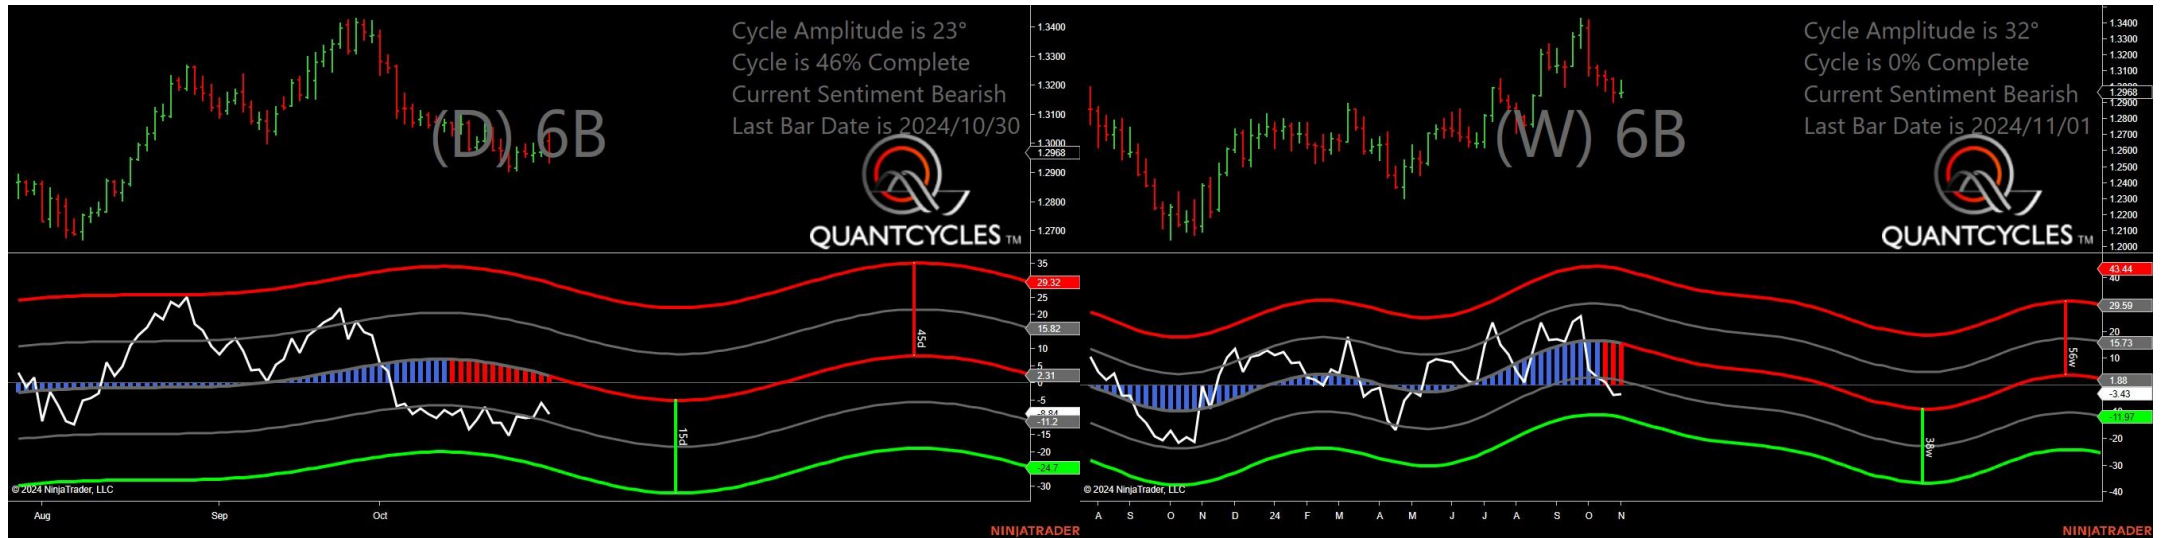 Cycle Amplitude is 23°
Cycle is 46% Complete
Current Sentiment Bearish
Last Bar Date is 2024/10/30
(D) 6B
QUANTCYCLES TM
1.3400
1.3300
1.3200
1.3100
1.3000
1.2968
1.2900
1.2800
1.2700
35
29.32
25
20
15.82
10
5
2.31
0
-5
-8.84
-11.2
-15
-20
-24.7
-30
45d
15d
© 2024 NinjaTrader, LLC
Aug Sep Oct
NINJATRADER
Cycle Amplitude is 32°
Cycle is 0% Complete
Current Sentiment Bearish
Last Bar Date is 2024/11/01
(W) 6B
QUANTCYCLES TM
1.3400
1.3300
1.3200
1.3100
1.2968
1.2900
1.2800
1.2700
1.2600
1.2500
1.2400
1.2300
1.2200
1.2100
1.2000
43.44
40
29.59
20
15.73
10
1.88
-3.43
-11.97
-20
-30
-40
56w
38w
© 2024 NinjaTrader, LLC
A S O N D 24 F M A M J J A S O N
NINJATRADER